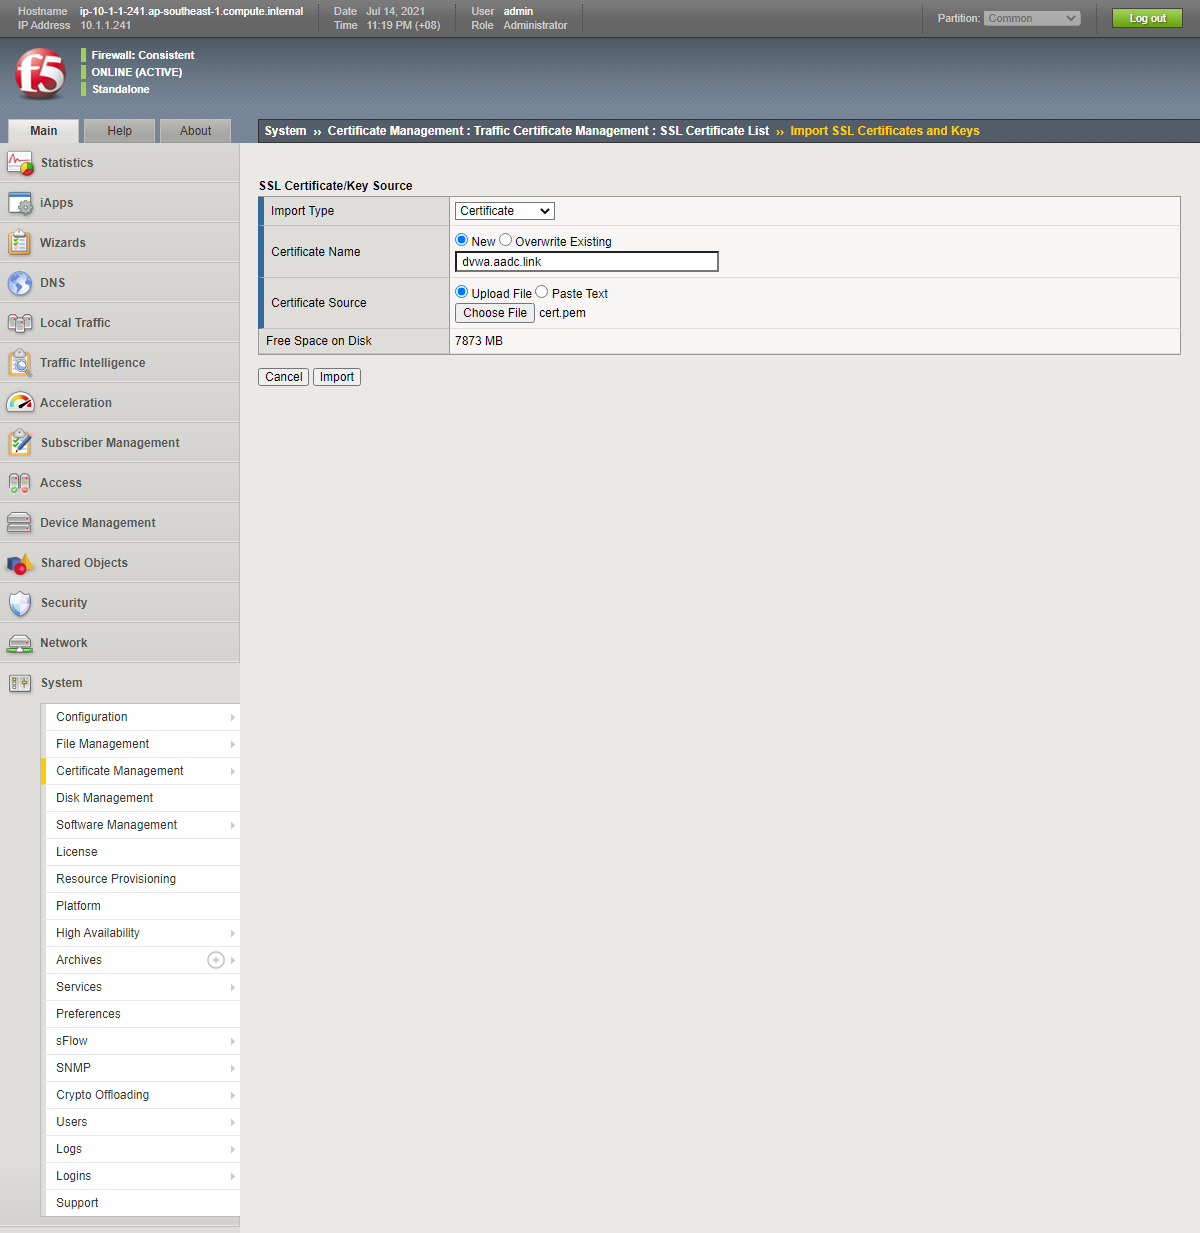 Hostname ip-10-1-1-241.ap-southeast-1.compute.internal Date Jul 14, 2021 User admin
IP Address 10.1.1.241 Time 11:19 PM (+08) Role Administrator
Partition: Common Log out
f5
Firewall: Consistent
ONLINE (ACTIVE)
Standalone
Main Help About
System ›› Certificate Management : Traffic Certificate Management : SSL Certificate List ›› Import SSL Certificates and Keys
Statistics
iApps
Wizards
DNS
Local Traffic
Traffic Intelligence
Acceleration
Subscriber Management
Access
Device Management
Shared Objects
Security
Network
System
Configuration
File Management
Certificate Management
Disk Management
Software Management
License
Resource Provisioning
Platform
High Availability
Archives
Services
Preferences
sFlow
SNMP
Crypto Offloading
Users
Logs
Logins
Support
SSL Certificate/Key Source
Import Type Certificate
Certificate Name New Overwrite Existing
dvwa.aadc.link
Certificate Source Upload File Paste Text
Choose File cert.pem
Free Space on Disk 7873 MB
Cancel Import